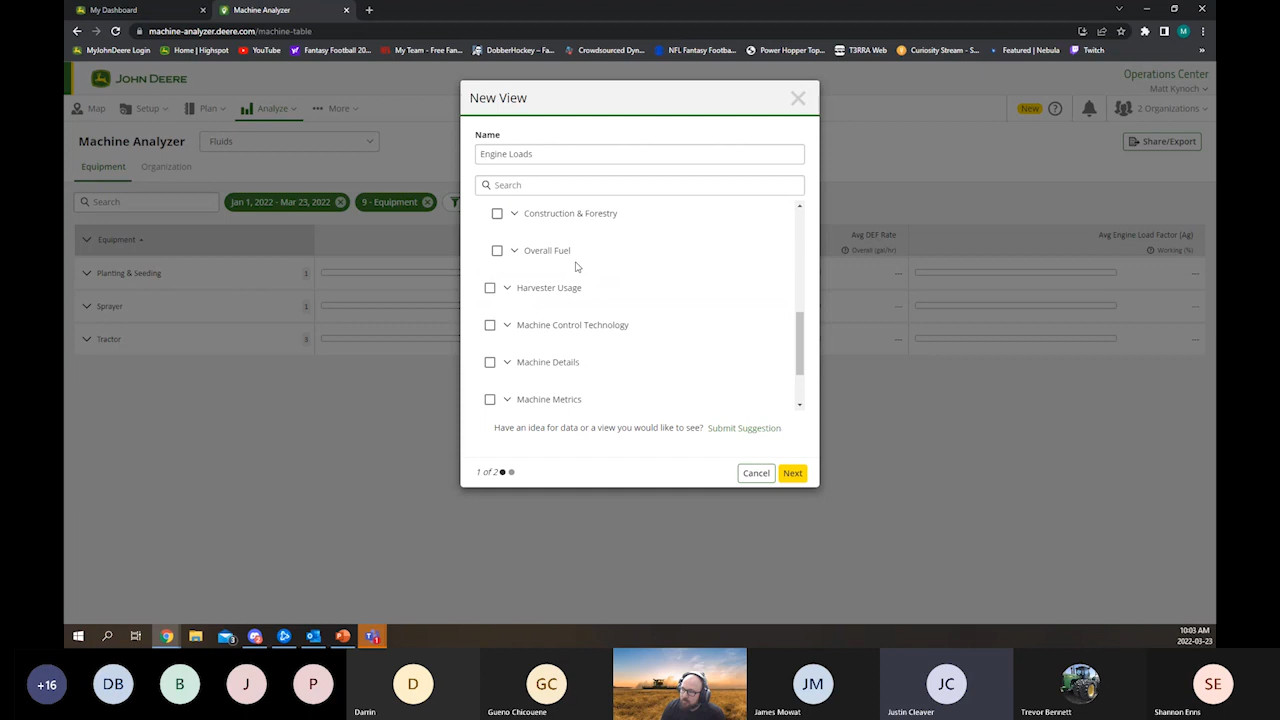 My Dashboard
Machine Analyzer
machine-analyzer.deere.com/machine-table
MyJohnDeere Login
Home | Highspot
YouTube
Fantasy Football 20...
My Team - Free Fan...
DobberHockey – Fa...
Crowdsourced Dyn...
NFL Fantasy Footba...
Power Hopper Top...
T3RRA Web
Curiosity Stream - S...
Featured | Nebula
Twitch
JOHN DEERE
Operations Center
Matt Kynoch
Map
Setup
Plan
Analyze
More
New
2 Organizations
Machine Analyzer
Fluids
Share/Export
Equipment
Organization
Search
Jan 1, 2022 - Mar 23, 2022
9 - Equipment
Equipment
Avg DEF Rate
Overall (gal/hr)
Avg Engine Load Factor (Ag)
Working (%)
Planting & Seeding
1
---
---
Sprayer
1
---
---
Tractor
3
---
---
New View
Name
Engine Loads
Search
Construction & Forestry
Overall Fuel
Harvester Usage
Machine Control Technology
Machine Details
Machine Metrics
Have an idea for data or a view you would like to see? Submit Suggestion
1 of 2
Cancel
Next
10:03 AM
2022-03-23
+16
DB
B
J
P
D
Darrin
GC
Gueno Chicouene
JM
James Mowat
JC
Justin Cleaver
Trevor Bennett
SE
Shannon Enns